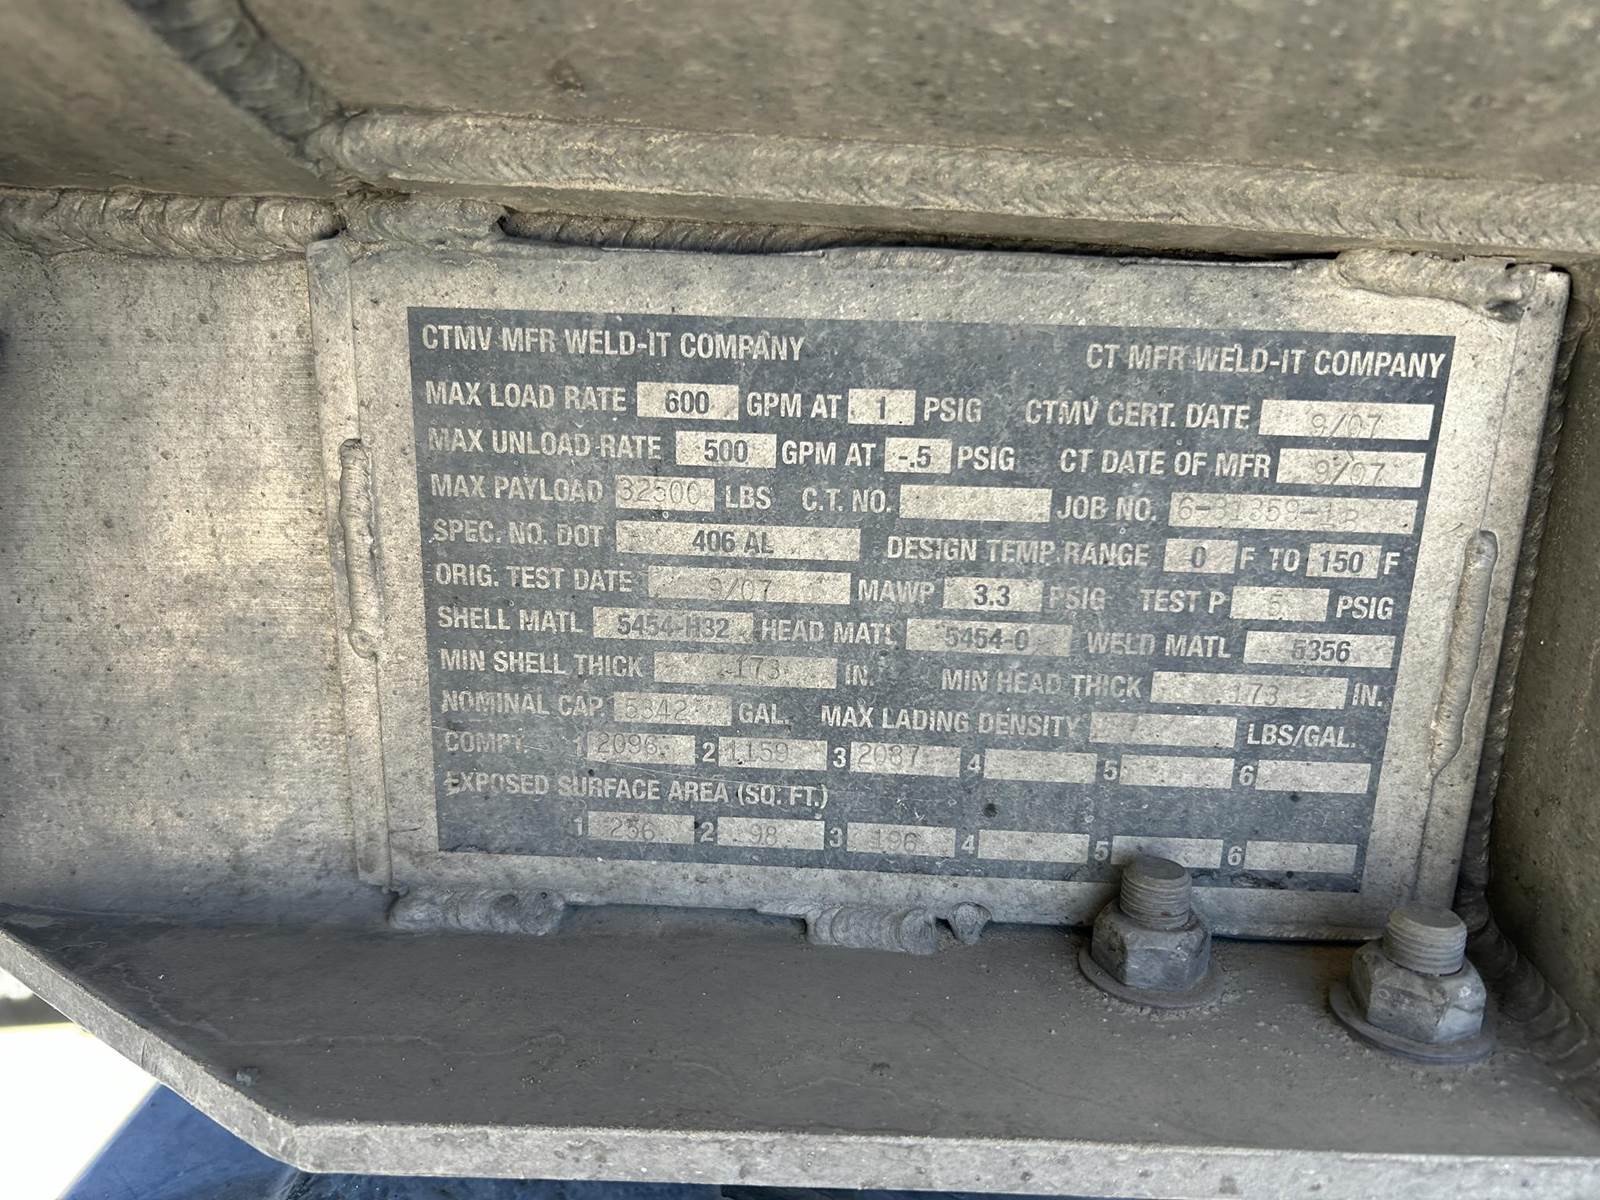 CTMV MFR WELD-IT COMPANY CT MFR WELD-IT COMPANY
MAX LOAD RATE 600 GPM AT 1 PSIG CTMV CERT. DATE 9/07
MAX UNLOAD RATE 500 GPM AT -.5 PSIG CT DATE OF MFR 9/07
MAX PAYLOAD 32500 LBS C.T. NO. JOB NO. 6-31359-1B
SPEC. NO. DOT 406 AL DESIGN TEMP. RANGE 0 F TO 150 F
ORIG. TEST DATE 9/07 MAWP 3.3 PSIG TEST P 5 PSIG
SHELL MATL 5454-H32 HEAD MATL 5454-0 WELD MATL 5356
MIN SHELL THICK .173 IN. MIN HEAD THICK .173 IN.
NOMINAL CAP. 5342 GAL. MAX LADING DENSITY LBS/GAL.
COMPT. 1 2096 2 1159 3 2087 4 5 6
EXPOSED SURFACE AREA (SQ. FT.)
1 236 2 98 3 196 4 5 6